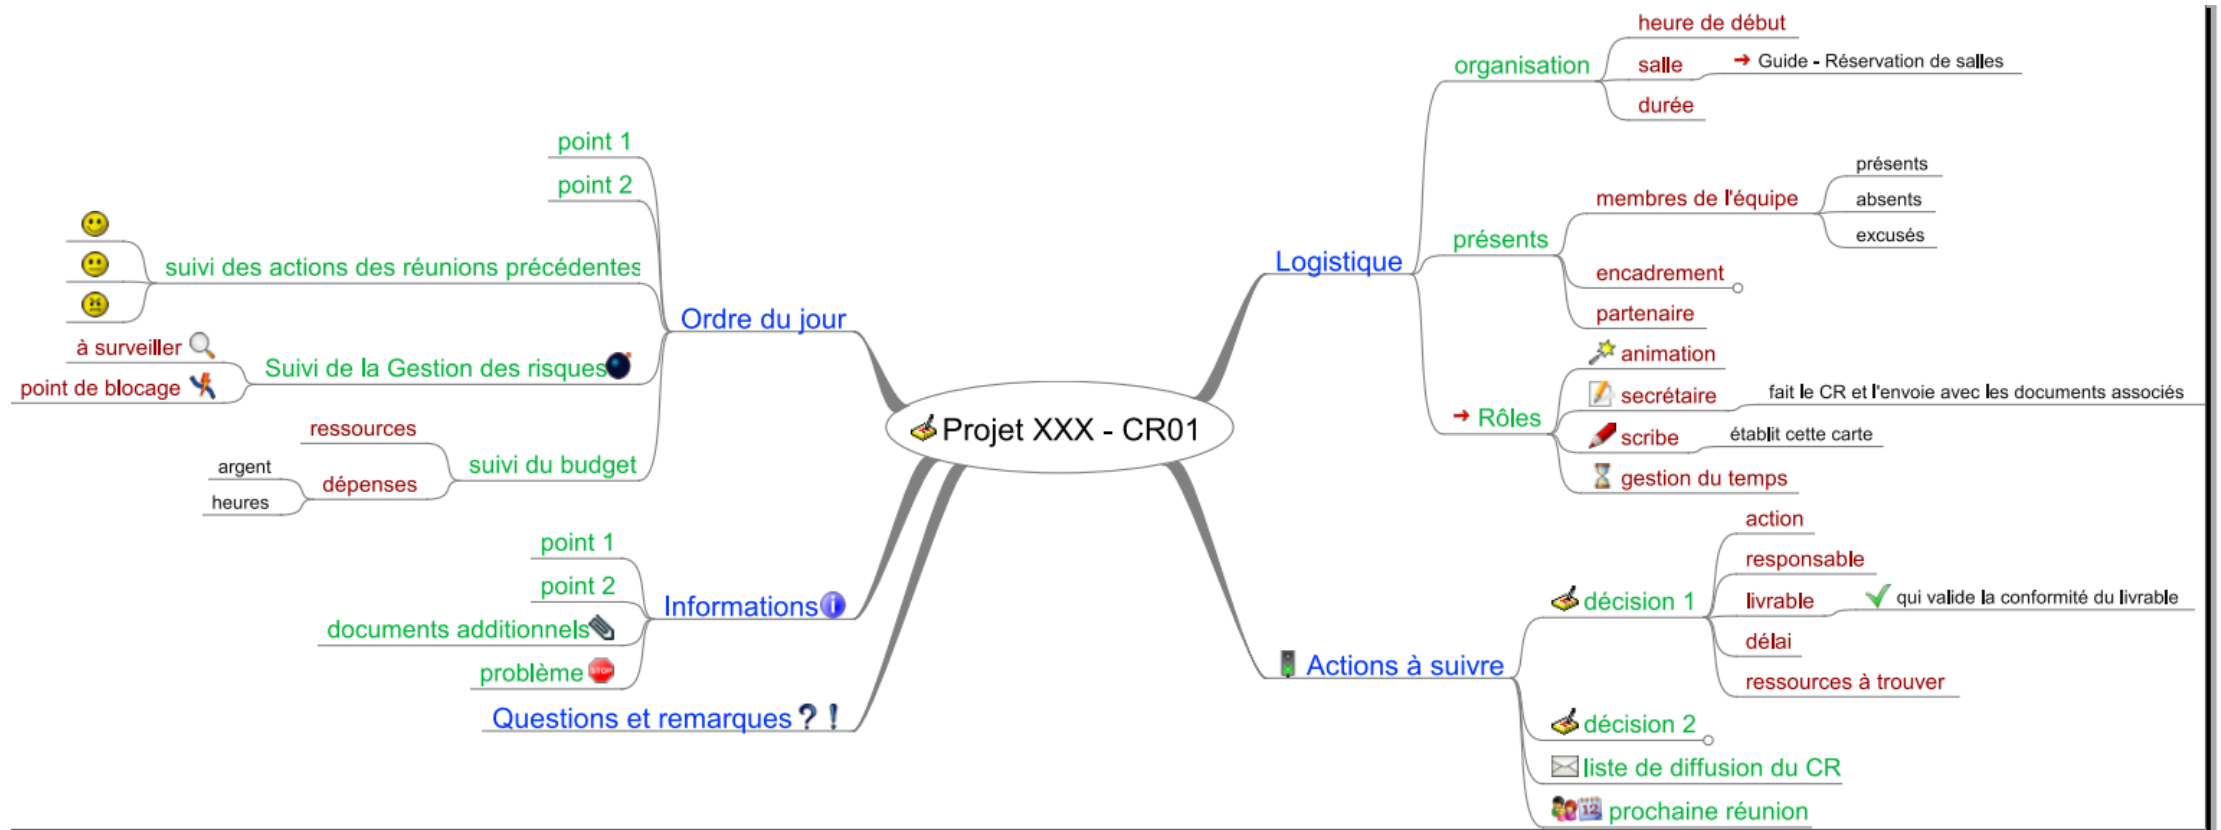 Projet XXX - CR01
Ordre du jour
point 1
point 2
suivi des actions des réunions précédentes
Suivi de la Gestion des risques
à surveiller
point de blocage
suivi du budget
ressources
dépenses
argent
heures
Informations
point 1
point 2
documents additionnels
problème
STOP
Questions et remarques ? !
Logistique
organisation
heure de début
salle
Guide - Réservation de salles
durée
présents
membres de l'équipe
présents
absents
excusés
encadrement
partenaire
Rôles
animation
secrétaire
fait le CR et l'envoie avec les documents associés
scribe
établit cette carte
gestion du temps
Actions à suivre
décision 1
action
responsable
livrable
qui valide la conformité du livrable
délai
ressources à trouver
décision 2
liste de diffusion du CR
12
prochaine réunion